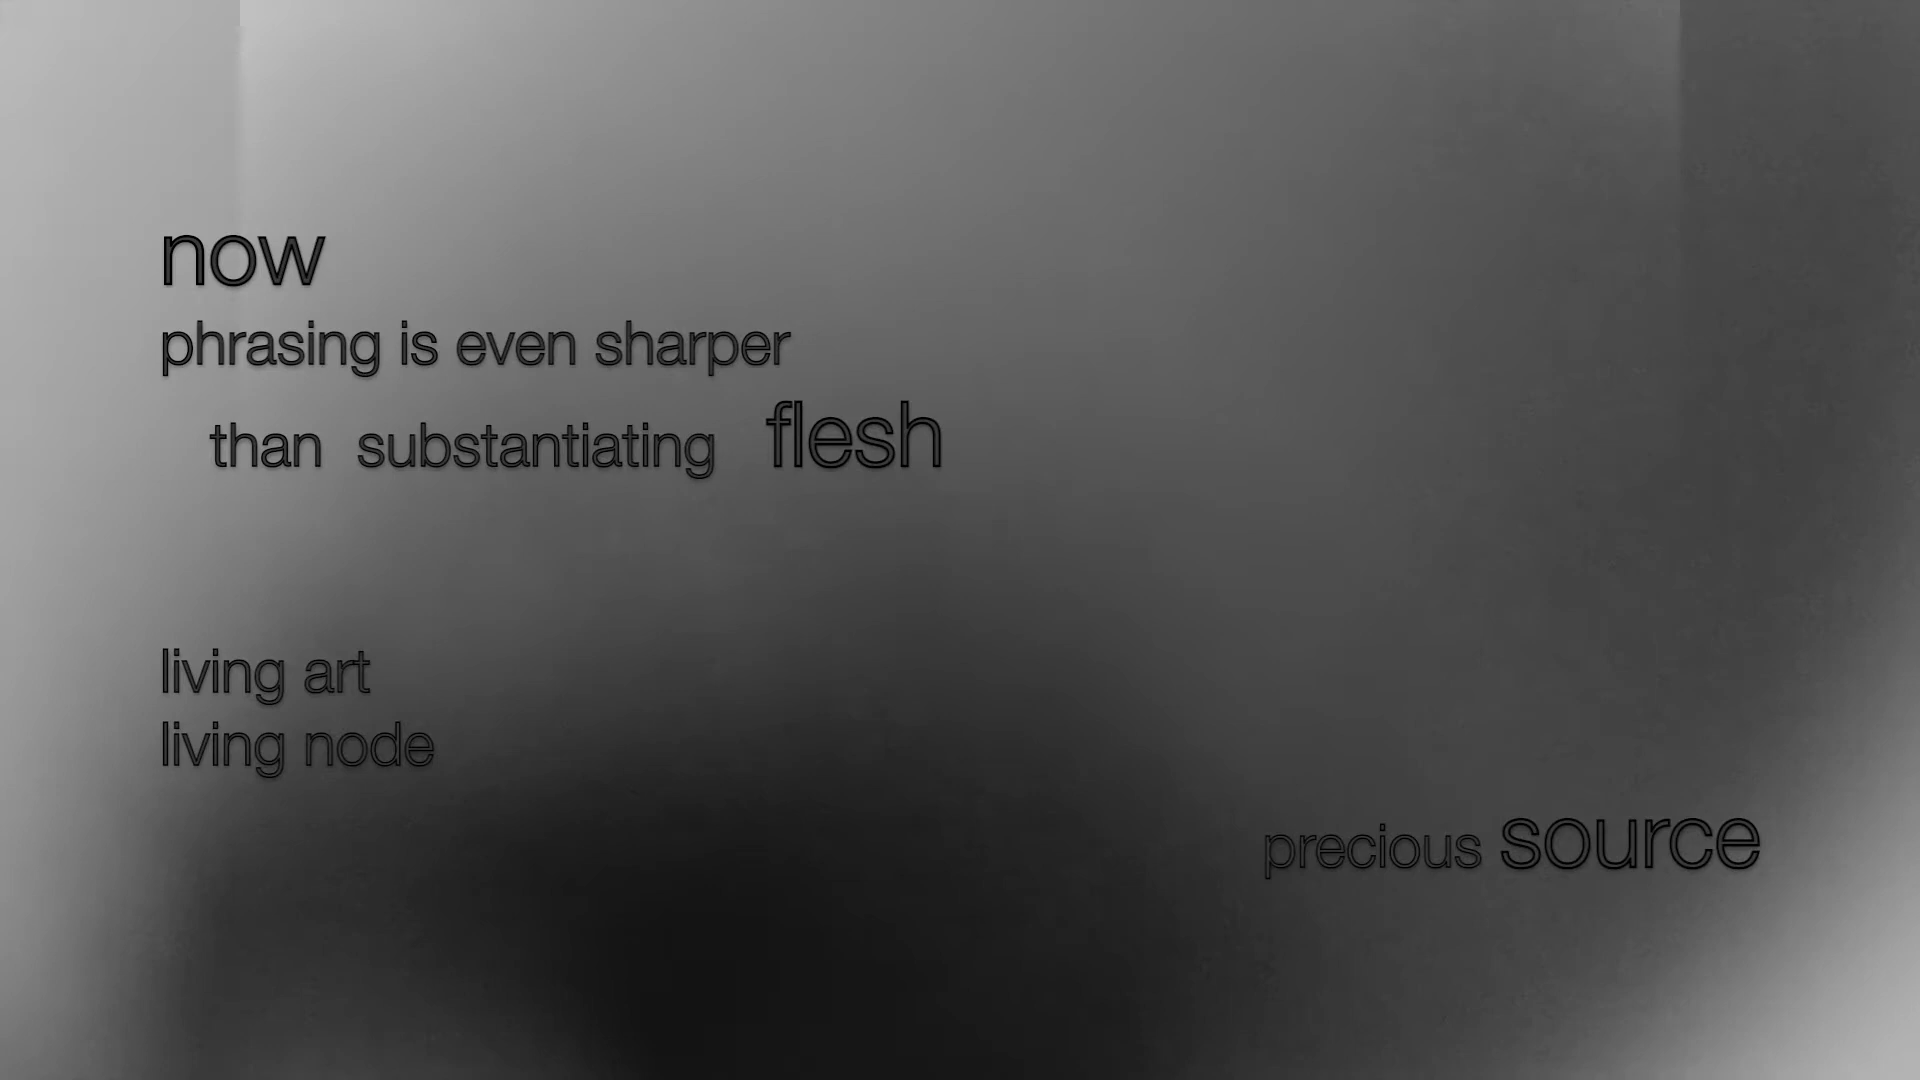 now
phrasing is even sharper
than substantiating flesh
living art
living node
precious source